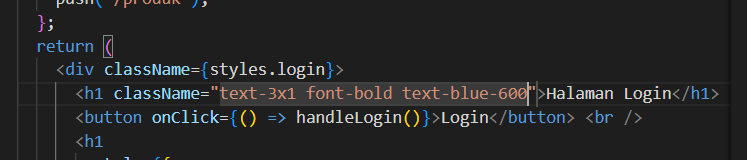 push("/produk");
};
return (
<div className={styles.login}>
<h1 className="text-3x1 font-bold text-blue-600">Halaman Login</h1>
<button onClick={() => handleLogin()}>Login</button> <br />
<h1